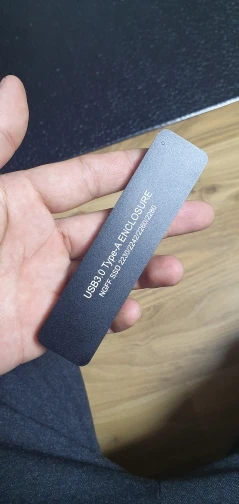 USB3.0 Type-A ENCLOSURE
NGFF SSD 2230/2242/2260/2280